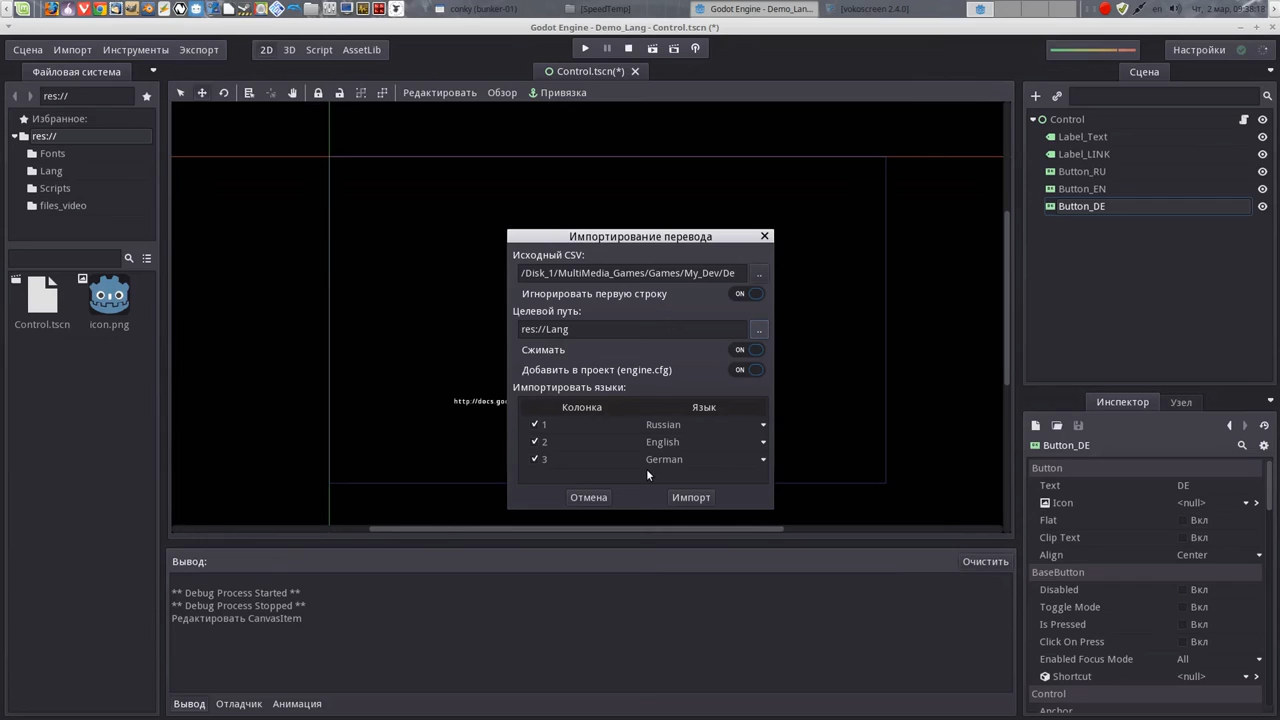 conky (bunker-01)
[SpeedTemp]
Godot Engine - Demo_Lan...
[vokoscreen 2.4.0]
en
Чт, 2 мар, 09:38:18
Godot Engine - Demo_Lang - Control.tscn (*)
Сцена Импорт Инструменты Экспорт
2D 3D Script AssetLib
Настройки
Файловая система
Control.tscn(*)
Сцена
res://
Редактировать Обзор Привязка
Избранное:
res://
Fonts
Lang
Scripts
files_video
Control.tscn
icon.png
Control
Label_Text
Label_LINK
Button_RU
Button_EN
Button_DE
http://docs.go
Импортирование перевода
Исходный CSV:
/Disk_1/MultiMedia_Games/Games/My_Dev/De
..
Игнорировать первую строку
ON
Целевой путь:
res://Lang
..
Сжимать
ON
Добавить в проект (engine.cfg)
ON
Импортировать языки:
Колонка Язык
1 Russian
2 English
3 German
Отмена Импорт
Инспектор Узел
Button_DE
Button
Text DE
Icon <null>
Flat Вкл
Clip Text Вкл
Align Center
BaseButton
Disabled Вкл
Toggle Mode Вкл
Is Pressed Вкл
Click On Press Вкл
Enabled Focus Mode All
Shortcut <null>
Control
Anchor
Вывод:
Очистить
** Debug Process Started **
** Debug Process Stopped **
Редактировать CanvasItem
Вывод Отладчик Анимация